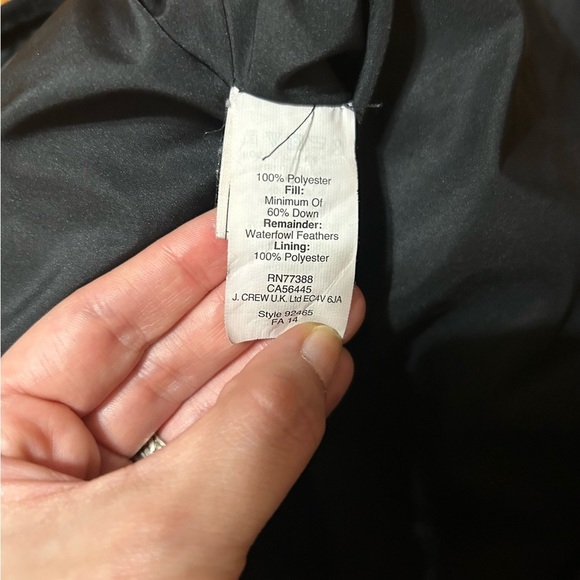 100% Polyester
Fill:
Minimum Of
60% Down
Remainder:
Waterfowl Feathers
Lining:
100% Polyester
RN77388
CA56445
J. CREW U.K. Ltd EC4V 6JA
Style 92465
FA 14